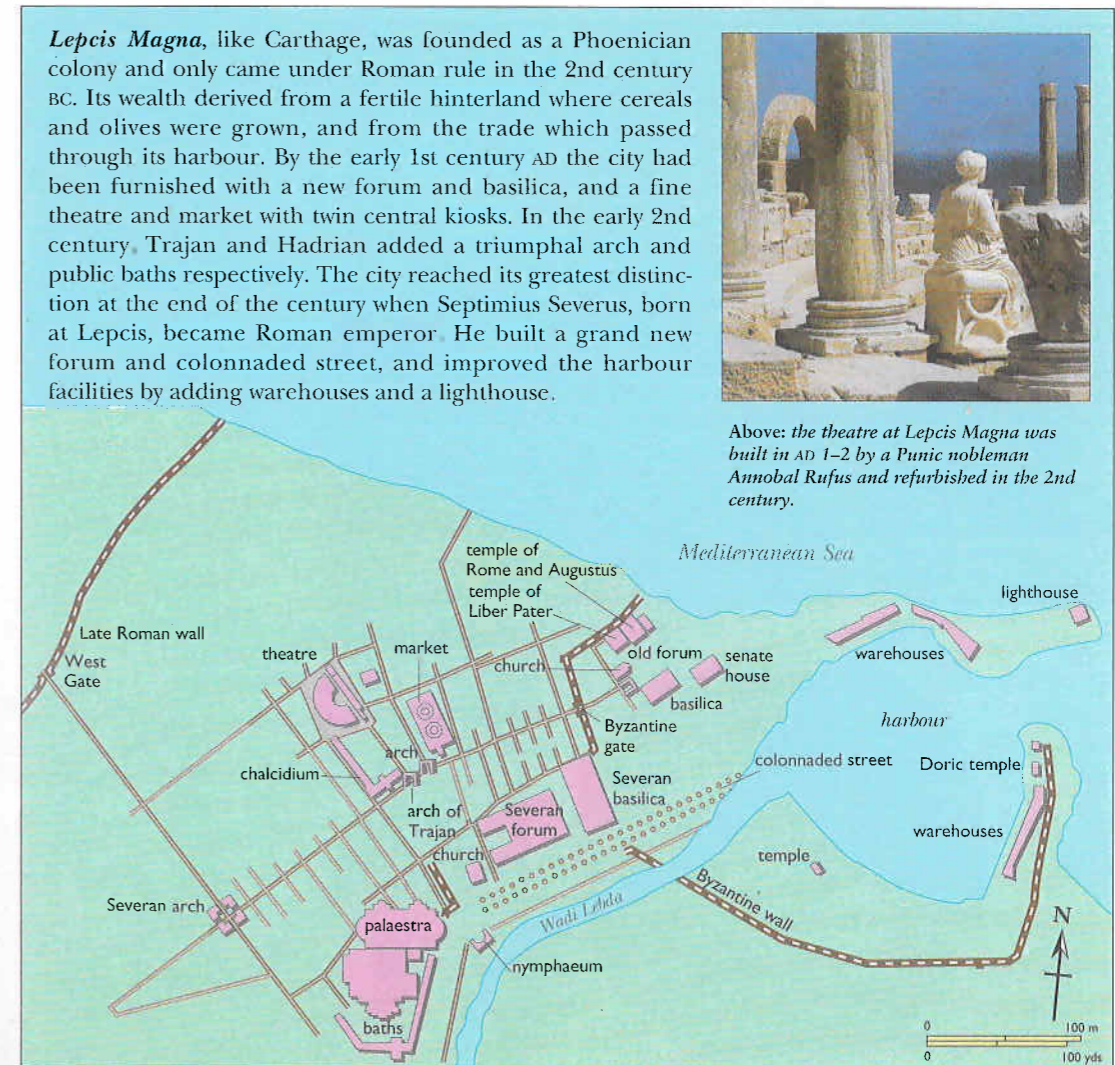 Lepcis Magna, like Carthage, was founded as a Phoenician
colony and only came under Roman rule in the 2nd century
BC. Its wealth derived from a fertile hinterland where cereals
and olives were grown, and from the trade which passed
through its harbour. By the early 1st century AD the city had
been furnished with a new forum and basilica, and a fine
theatre and market with twin central kiosks. In the early 2nd
century, Trajan and Hadrian added a triumphal arch and
public baths respectively. The city reached its greatest distinc-
tion at the end of the century when Septimius Severus, born
at Lepcis, became Roman emperor. He built a grand new
forum and colonnaded street, and improved the harbour
facilities by adding warehouses and a lighthouse.
Above: the theatre at Lepcis Magna was
built in AD 1–2 by a Punic nobleman
Annobal Rufus and refurbished in the 2nd
century.
Mediterranean Sea
temple of
Rome and Augustus
temple of
Liber Pater
lighthouse
Late Roman wall
West
Gate
theatre
market
church
old forum
senate
house
warehouses
basilica
harbour
Byzantine
gate
arch
chalcidium
colonnaded street
Doric temple
Severan
basilica
arch of
Trajan
Severan
forum
warehouses
church
temple
Byzantine wall
Severan arch
Wadi Lebda
palaestra
N
nymphaeum
baths
0 100 m
0 100 yds